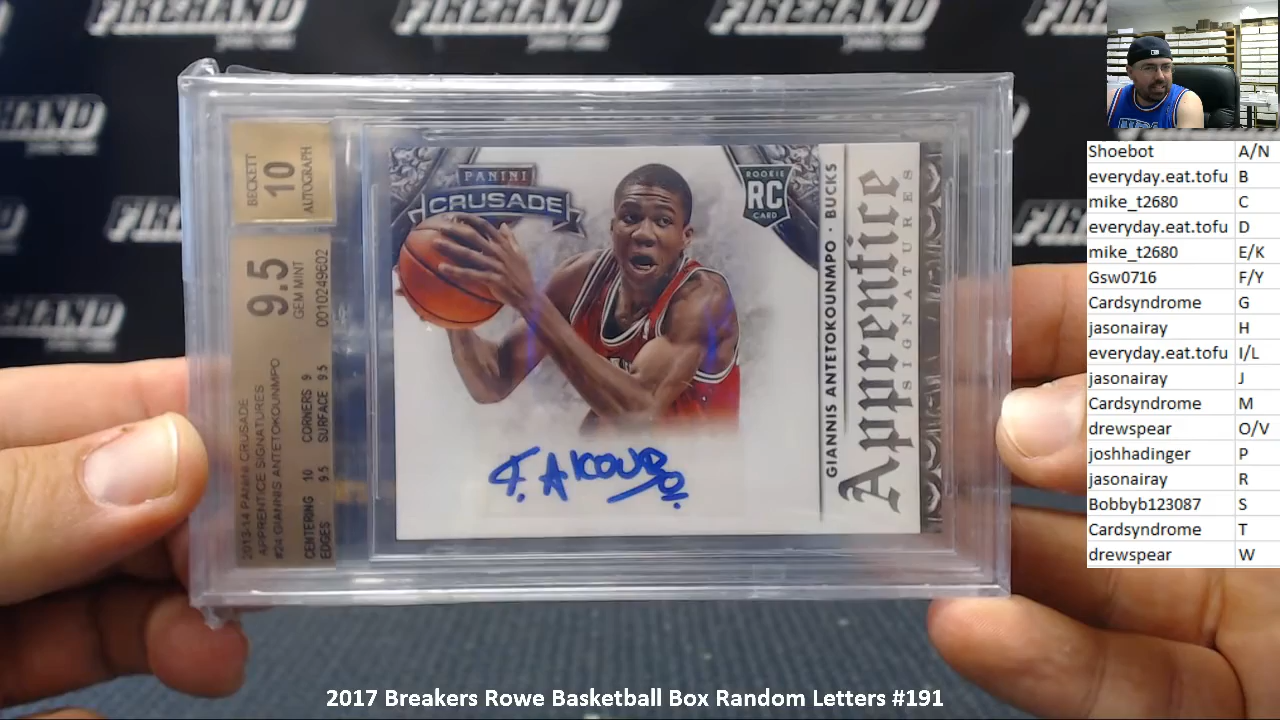 FIREHAND
FIREHAND
FIREHAND
FIREHAND
FIREHAND
FIREHAND
FIREHAND
BECKETT
10
AUTOGRAPH
9.5
GEM MINT
0010249602
2013-14 PANINI CRUSADE
APPRENTICE SIGNATURES
#24 GIANNIS ANTETOKOUNMPO
CENTERING 10 CORNERS 9
EDGES 9.5 SURFACE 9.5
PANINI
CRUSADE
ROOKIE
RC
CARD
GIANNIS ANTETOKOUNMPO · BUCKS
Apprentice
SIGNATURES
Shoebot A/N
everyday.eat.tofu B
mike_t2680 C
everyday.eat.tofu D
mike_t2680 E/K
Gsw0716 F/Y
Cardsyndrome G
jasonairay H
everyday.eat.tofu I/L
jasonairay J
Cardsyndrome M
drewspear O/V
joshhadinger P
jasonairay R
Bobbyb123087 S
Cardsyndrome T
drewspear W
2017 Breakers Rowe Basketball Box Random Letters #191